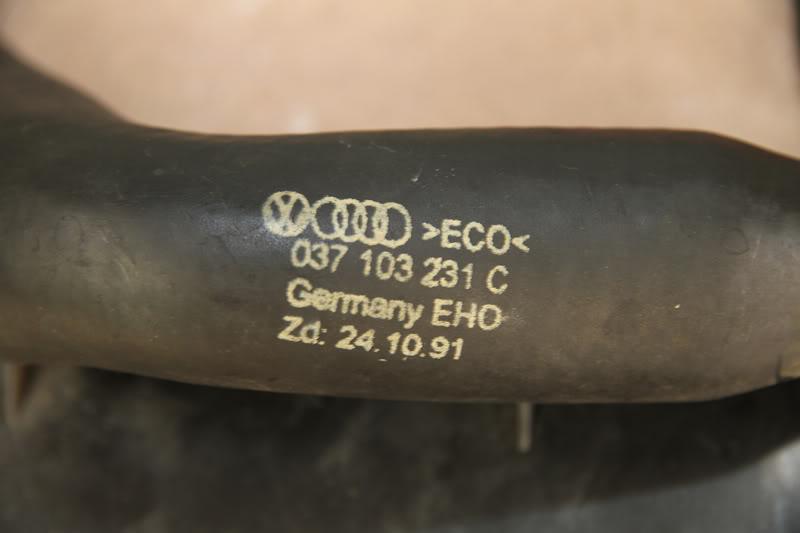 >ECO<
037 103 231 C
Germany EHO
Zd: 24.10.91